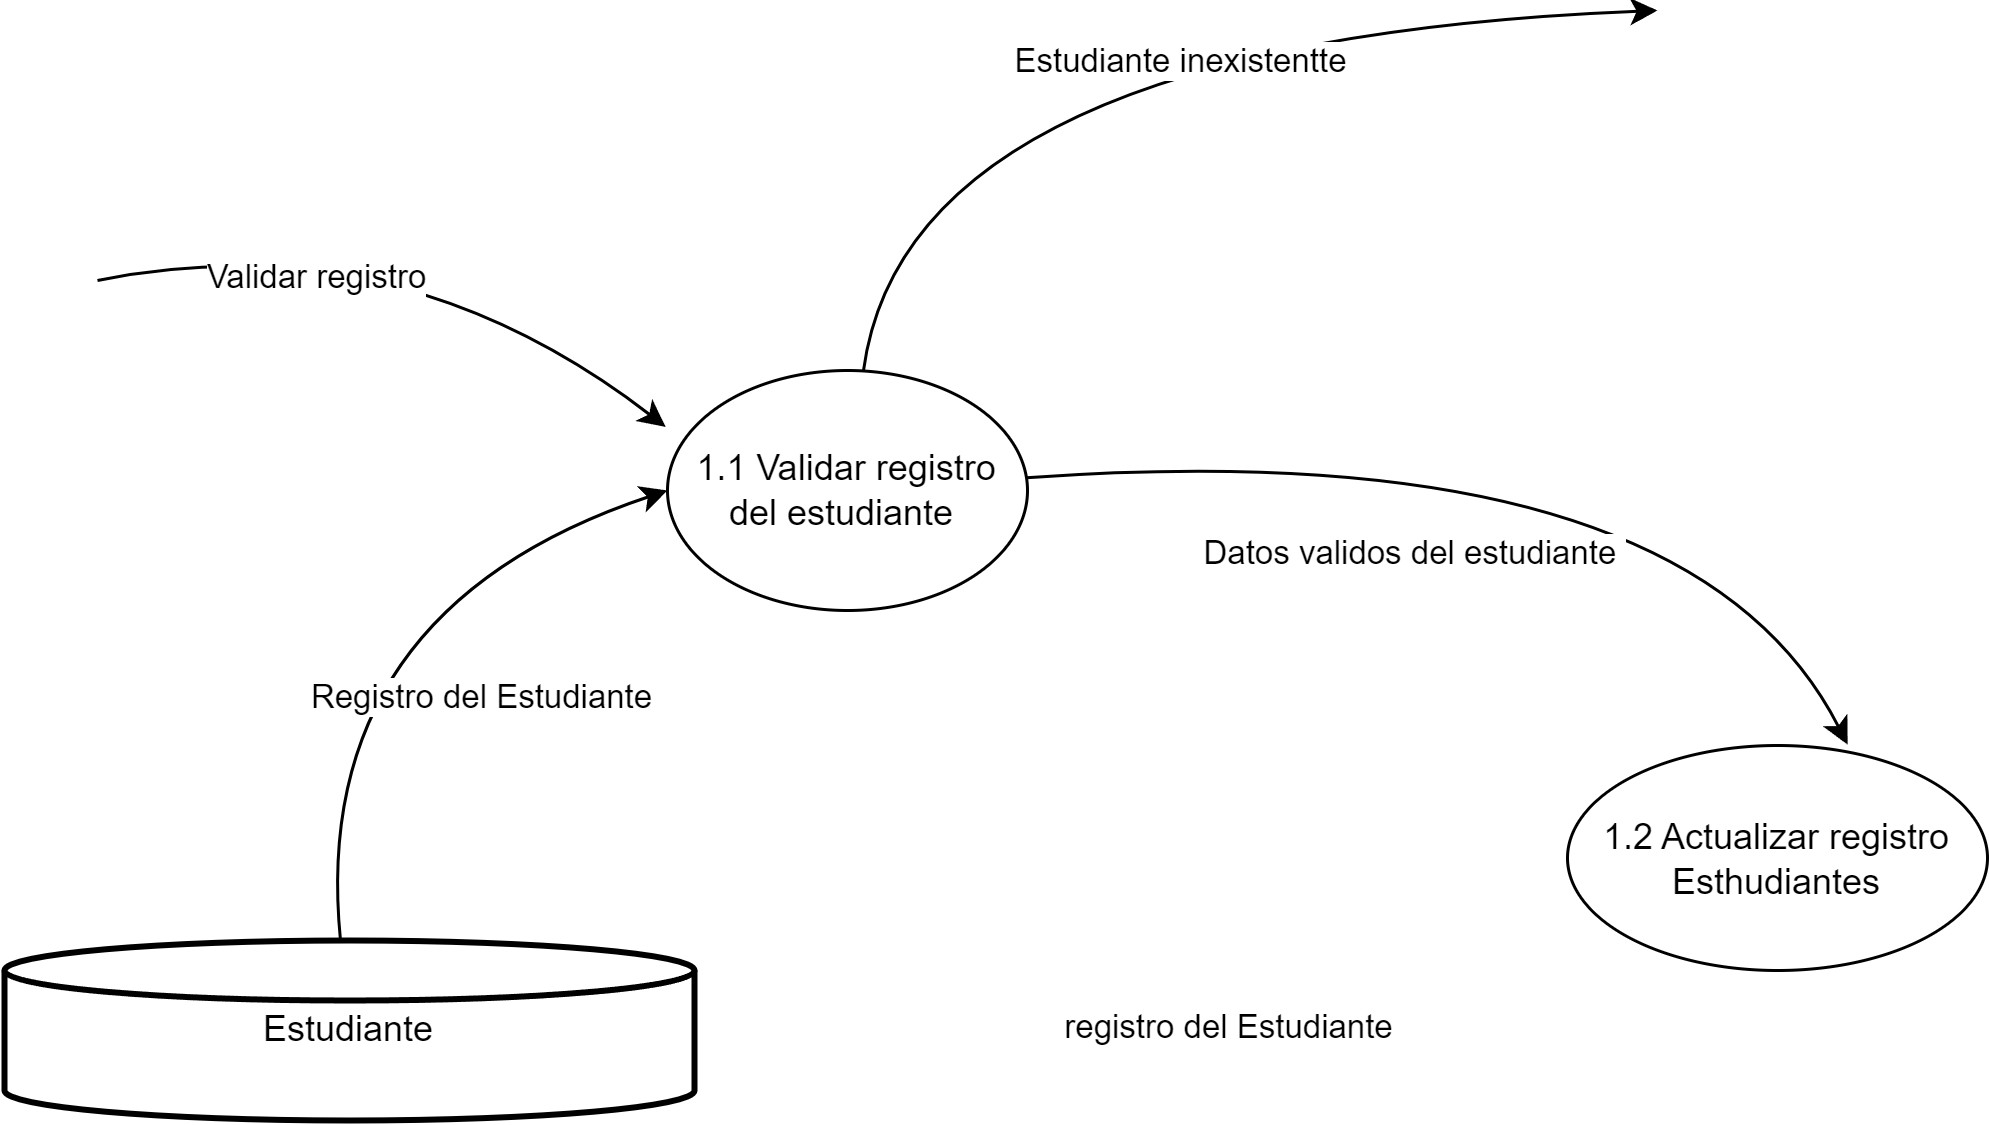 Estudiante inexistentte
Validar registro
1.1 Validar registro
del estudiante
Datos validos del estudiante
Registro del Estudiante
1.2 Actualizar registro
Esthudiantes
Estudiante
registro del Estudiante